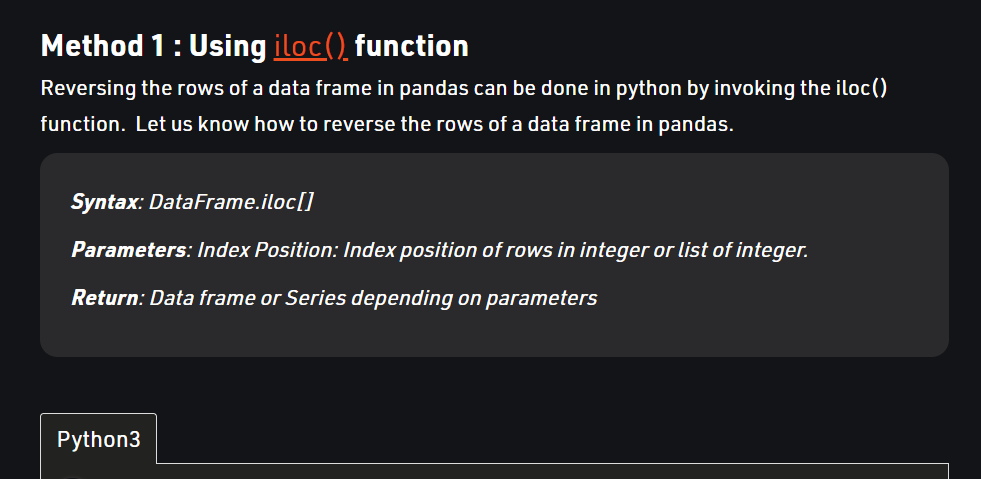 Method 1 : Using iloc() function
Reversing the rows of a data frame in pandas can be done in python by invoking the iloc()
function.  Let us know how to reverse the rows of a data frame in pandas.
Syntax: DataFrame.iloc[]
Parameters: Index Position: Index position of rows in integer or list of integer.
Return: Data frame or Series depending on parameters
Python3